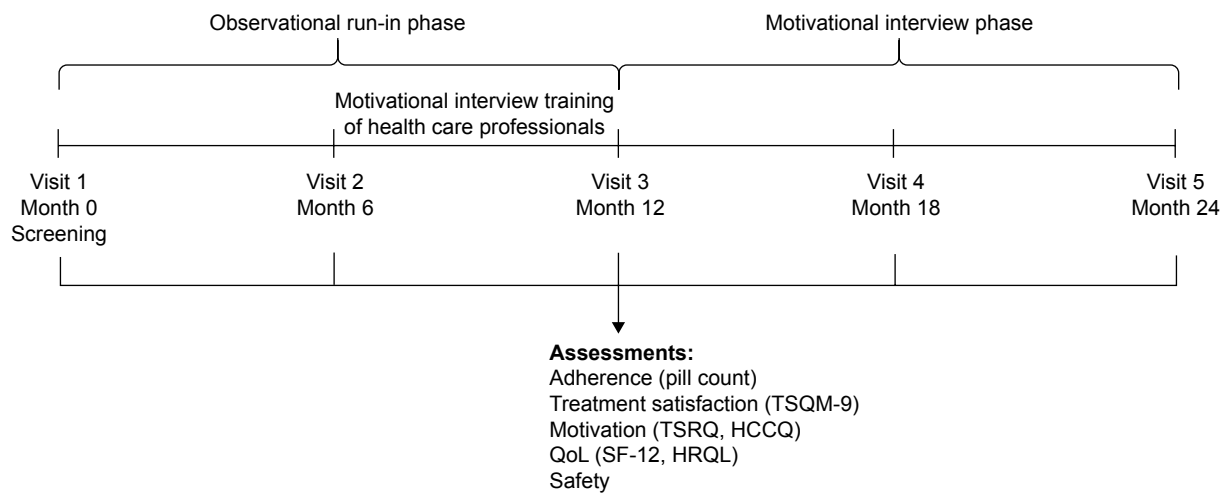 Observational run-in phase
Motivational interview phase
Motivational interview training
of health care professionals
Visit 1
Month 0
Screening
Visit 2
Month 6
Visit 3
Month 12
Visit 4
Month 18
Visit 5
Month 24
Assessments:
Adherence (pill count)
Treatment satisfaction (TSQM-9)
Motivation (TSRQ, HCCQ)
QoL (SF-12, HRQL)
Safety